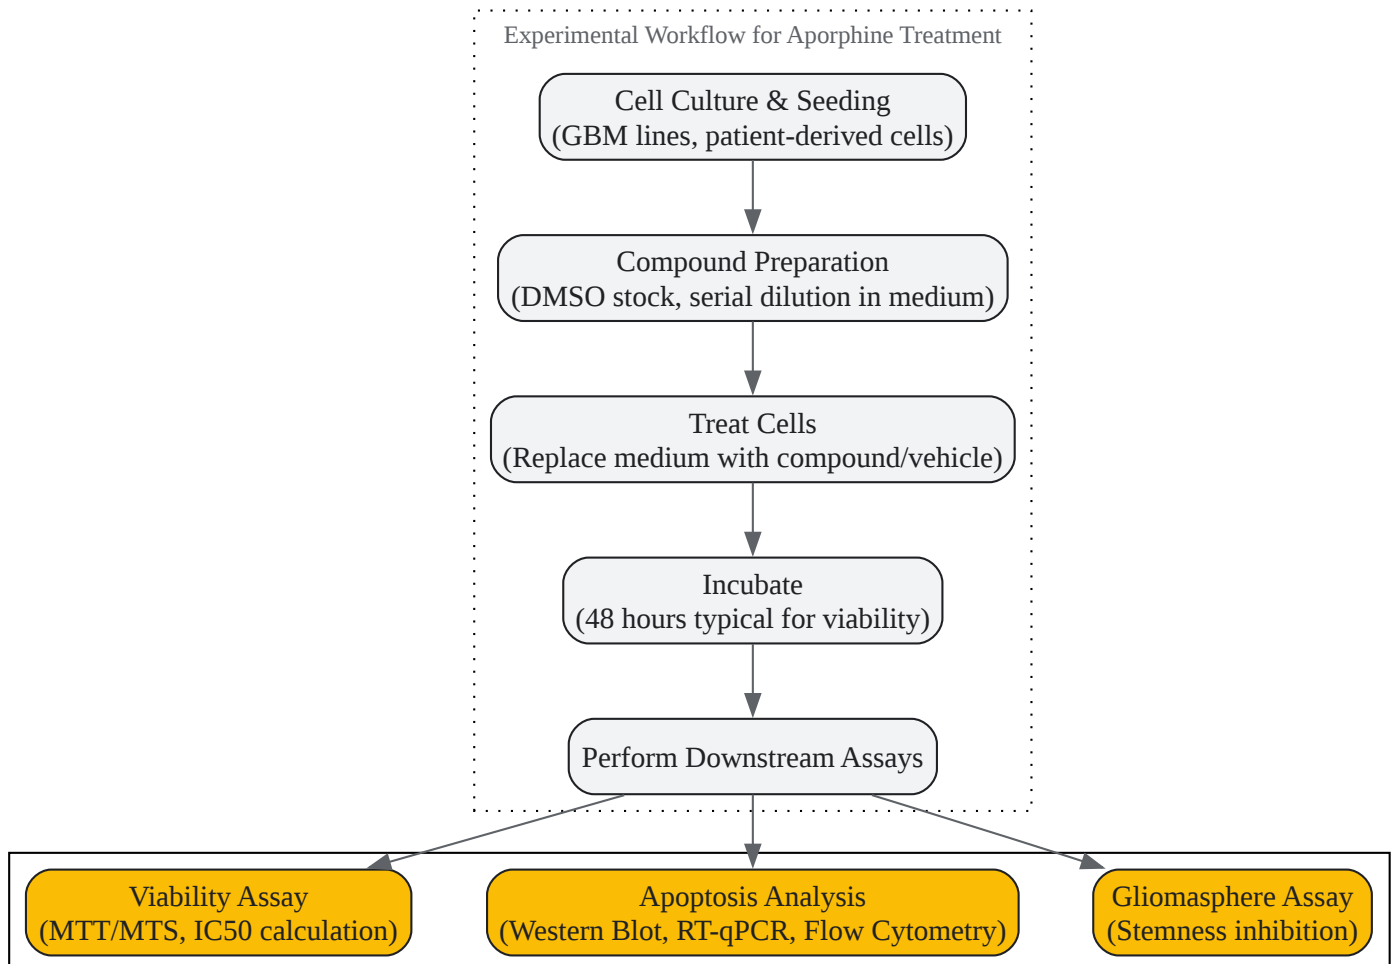 Experimental Workflow for Aporphine Treatment
Cell Culture & Seeding
(GBM lines, patient-derived cells)
Compound Preparation
(DMSO stock, serial dilution in medium)
Treat Cells
(Replace medium with compound/vehicle)
Incubate
(48 hours typical for viability)
Perform Downstream Assays
Viability Assay
(MTT/MTS, IC50 calculation)
Apoptosis Analysis
(Western Blot, RT-qPCR, Flow Cytometry)
Gliomasphere Assay
(Stemness inhibition)